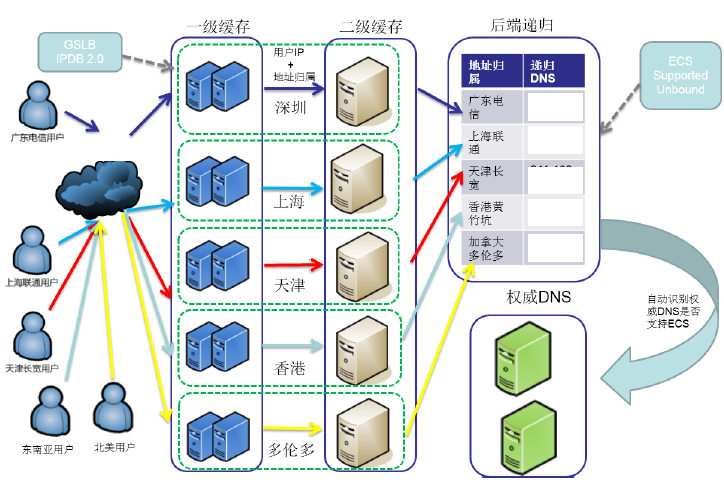 一级缓存
二级缓存
后端递归
GSLB
IPDB 2.0
用户IP
+
地址归属
深圳
地址归
属
递归
DNS
广东电
信
上海联
通
天津长
宽
香港黄
竹坑
加拿大
多伦多
ECS
Supported
Unbound
广东电信用户
上海联通用户
天津长宽用户
东南亚用户
北美用户
上海
天津
香港
多伦多
权威DNS
自动识别权
威DNS是否
支持ECS